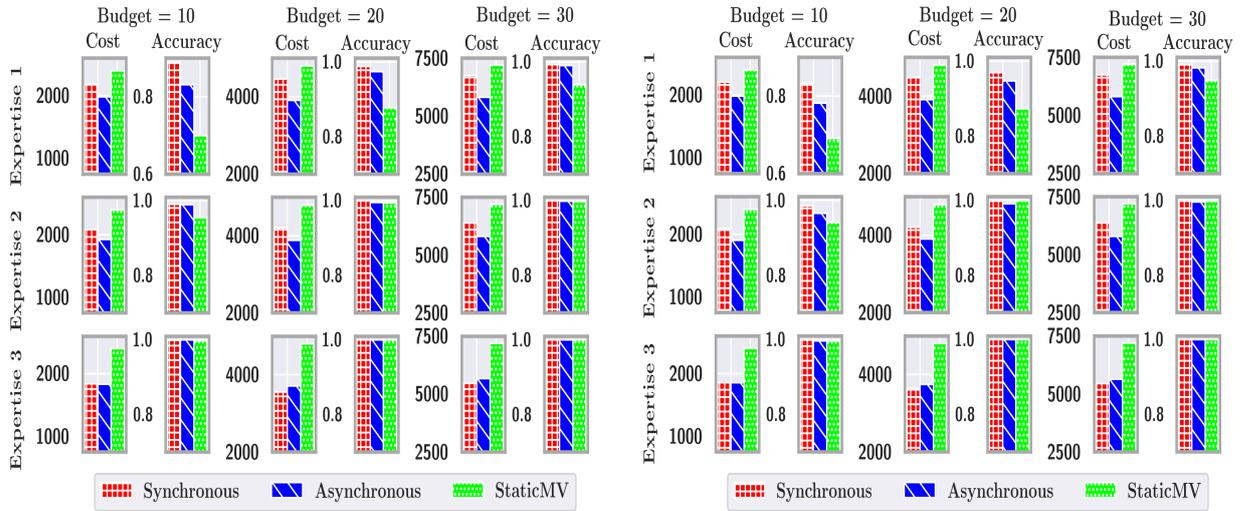 Budget = 10 Budget = 20 Budget = 30 Budget = 10 Budget = 20 Budget = 30
Cost Accuracy Cost Accuracy Cost Accuracy Cost Accuracy Cost Accuracy Cost Accuracy
Expertise 1 2000 1000 0.8 0.6 4000 2000 1.0 0.8 7500 5000 2500 1.0 0.8
Expertise 1 2000 1000 0.8 0.6 4000 2000 1.0 0.8 7500 5000 2500 1.0 0.8
Expertise 2 2000 1000 1.0 0.8 4000 2000 1.0 0.8 7500 5000 2500 1.0 0.8
Expertise 2 2000 1000 1.0 0.8 4000 2000 1.0 0.8 7500 5000 2500 1.0 0.8
Expertise 3 2000 1000 1.0 0.8 4000 2000 1.0 0.8 7500 5000 2500 1.0 0.8
Expertise 3 2000 1000 1.0 0.8 4000 2000 1.0 0.8 7500 5000 2500 1.0 0.8
Synchronous Asynchronous StaticMV
Synchronous Asynchronous StaticMV